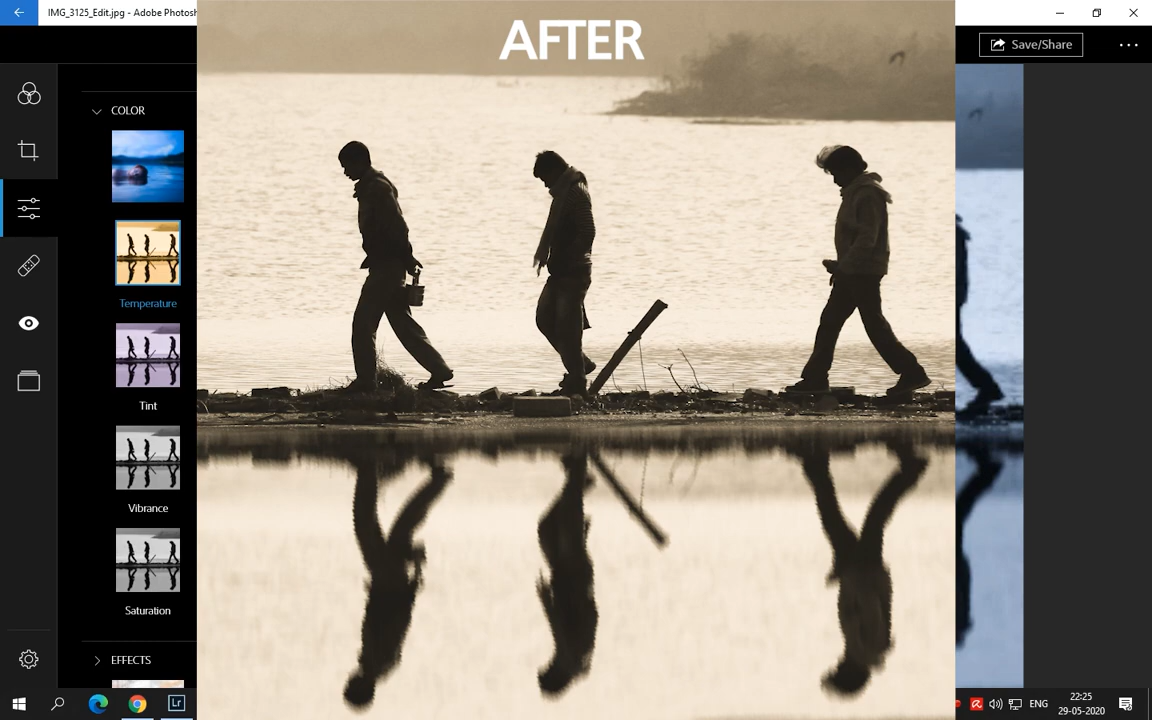 IMG_3125_Edit.jpg - Adobe Photosh
AFTER
Save/Share
COLOR
Temperature
Tint
Vibrance
Saturation
EFFECTS
Lr
ENG
22:25
29-05-2020